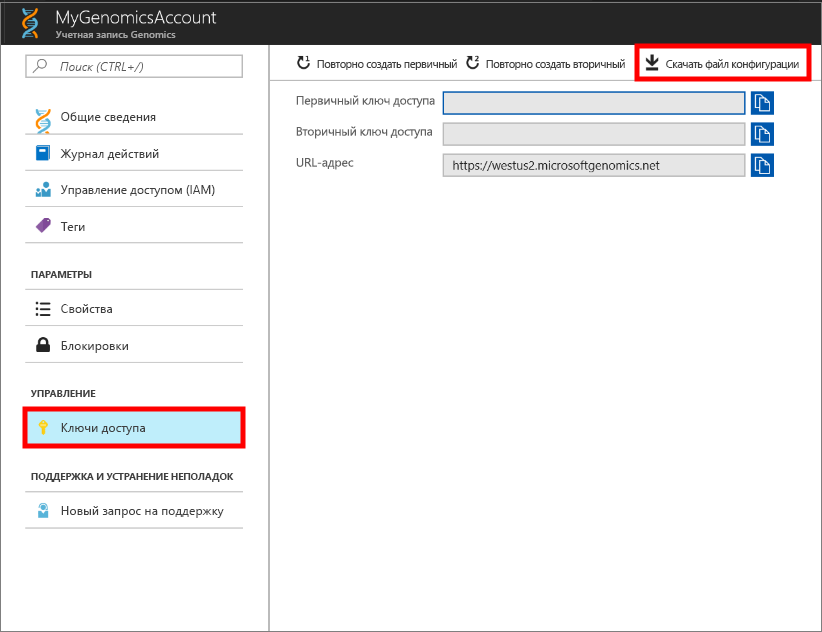 MyGenomicsAccount
Учетная запись Genomics
Поиск (CTRL+/)
Общие сведения
Журнал действий
Управление доступом (IAM)
Теги
ПАРАМЕТРЫ
Свойства
Блокировки
УПРАВЛЕНИЕ
Ключи доступа
ПОДДЕРЖКА И УСТРАНЕНИЕ НЕПОЛАДОК
Новый запрос на поддержку
Повторно создать первичный
Повторно создать вторичный
Скачать файл конфигурации
Первичный ключ доступа
Вторичный ключ доступа
URL-адрес
https://westus2.microsoftgenomics.net